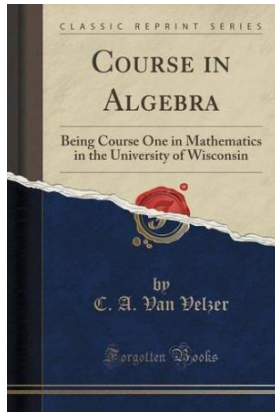 CLASSIC REPRINT SERIES
COURSE IN
ALGEBRA
Being Course One in Mathematics
in the University of Wisconsin
by
C. A. Van Velzer
Forgotten Books